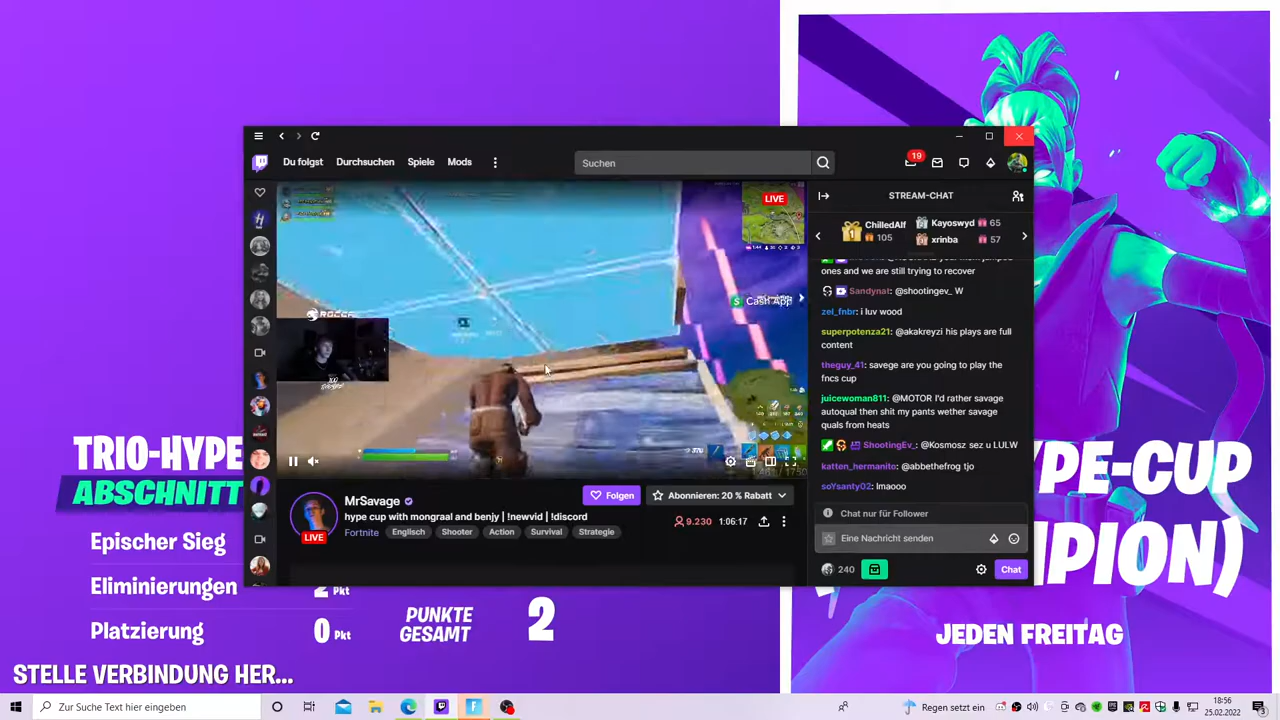 Du folgst Durchsuchen Spiele Mods
Suchen
19
LIVE
STREAM-CHAT
ChilledAlf
105
Kayoswyd 65
xrinba 57
ones and we are still trying to recover
Sandynat: @shootingev_ W
zel_fnbr: i luv wood
superpotenza21: @akakreyzi his plays are full
content
theguy_41: savege are you going to play the
fncs cup
juicewoman811: @MOTOR I'd rather savage
autoqual then shit my pants wether savage
quals from heats
ShootingEv_: @Kosmosz sez u LULW
katten_hermanito: @abbethefrog tjo
soYsanty02: lmaooo
Chat nur für Follower
Eine Nachricht senden
240
Chat
ROCCAT
Cash App
MrSavage
Folgen
Abonnieren: 20 % Rabatt
hype cup with mongraal and benjy | !newvid | !discord
9.230 1:06:17
Fortnite Englisch Shooter Action Survival Strategie
LIVE
TRIO-HYPE
ABSCHNITT
Epischer Sieg
Eliminierungen 2 Pkt
Platzierung 0 Pkt
PUNKTE
GESAMT
2
STELLE VERBINDUNG HER...
YPE-CUP
PION)
JEDEN FREITAG
Zur Suche Text hier eingeben
Regen setzt ein
18:56
25.02.2022
3